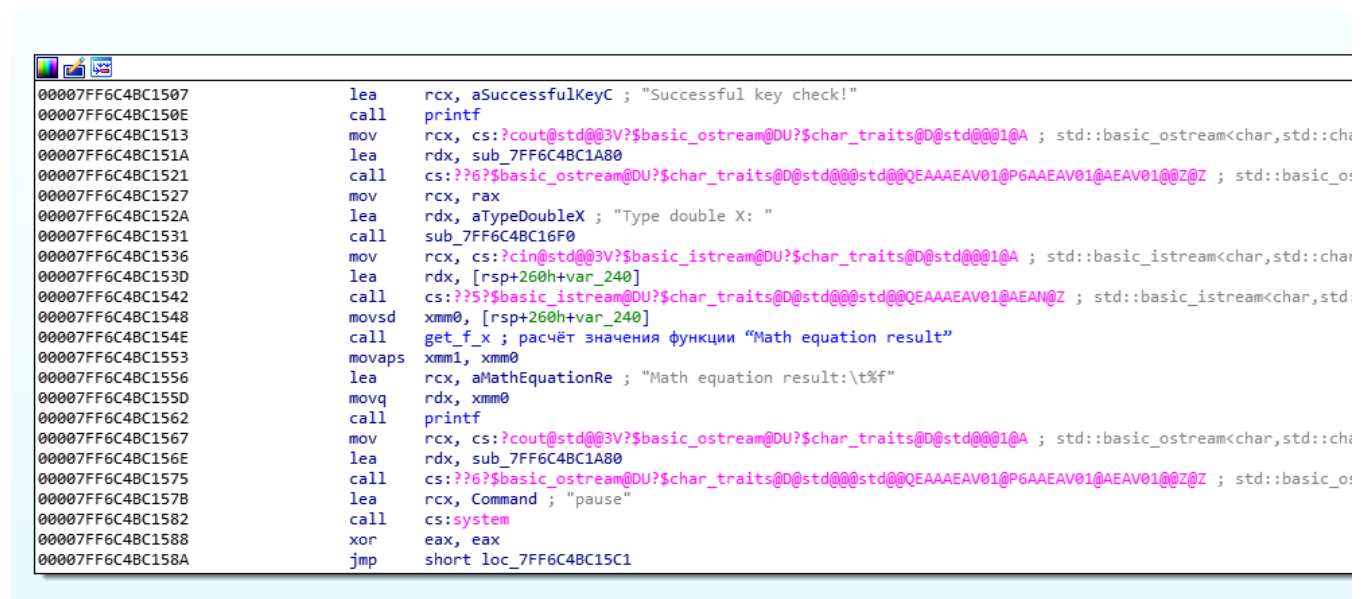 00007FF6C4BC1507 lea rcx, aSuccessfulKeyC ; "Successful key check!"
00007FF6C4BC150E call printf
00007FF6C4BC1513 mov rcx, cs:?cout@std@@3V?$basic_ostream@DU?$char_traits@D@std@@@1@A ; std::basic_ostream<char,std::cha
00007FF6C4BC151A lea rdx, sub_7FF6C4BC1A80
00007FF6C4BC1521 call cs:??6?$basic_ostream@DU?$char_traits@D@std@@@std@@QEAAAEAV01@P6AAEAV01@AEAV01@@Z@Z ; std::basic_os
00007FF6C4BC1527 mov rcx, rax
00007FF6C4BC152A lea rdx, aTypeDoubleX ; "Type double X: "
00007FF6C4BC1531 call sub_7FF6C4BC16F0
00007FF6C4BC1536 mov rcx, cs:?cin@std@@3V?$basic_istream@DU?$char_traits@D@std@@@1@A ; std::basic_istream<char,std::char
00007FF6C4BC153D lea rdx, [rsp+260h+var_240]
00007FF6C4BC1542 call cs:??5?$basic_istream@DU?$char_traits@D@std@@@std@@QEAAAEAV01@AEAN@Z ; std::basic_istream<char,std:
00007FF6C4BC1548 movsd xmm0, [rsp+260h+var_240]
00007FF6C4BC154E call get_f_x ; расчёт значения функции “Math equation result”
00007FF6C4BC1553 movaps xmm1, xmm0
00007FF6C4BC1556 lea rcx, aMathEquationRe ; "Math equation result:\t%f"
00007FF6C4BC155D movq rdx, xmm0
00007FF6C4BC1562 call printf
00007FF6C4BC1567 mov rcx, cs:?cout@std@@3V?$basic_ostream@DU?$char_traits@D@std@@@1@A ; std::basic_ostream<char,std::cha
00007FF6C4BC156E lea rdx, sub_7FF6C4BC1A80
00007FF6C4BC1575 call cs:??6?$basic_ostream@DU?$char_traits@D@std@@@std@@QEAAAEAV01@P6AAEAV01@AEAV01@@Z@Z ; std::basic_os
00007FF6C4BC157B lea rcx, Command ; "pause"
00007FF6C4BC1582 call cs:system
00007FF6C4BC1588 xor eax, eax
00007FF6C4BC158A jmp short loc_7FF6C4BC15C1